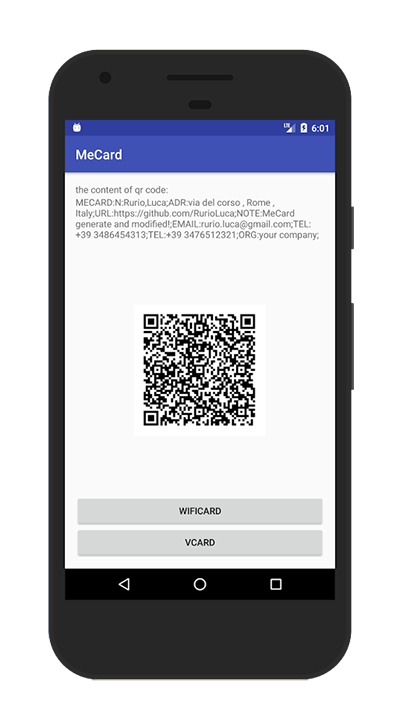 LTE 6:01
MeCard
the content of qr code:
MECARD:N:Rurio,Luca;ADR:via del corso , Rome ,
Italy;URL:https://github.com/RurioLuca;NOTE:MeCard
generate and modified!;EMAIL:rurio.luca@gmail.com;TEL:
+39 3486454313;TEL:+39 3476512321;ORG:your company;
WIFICARD
VCARD